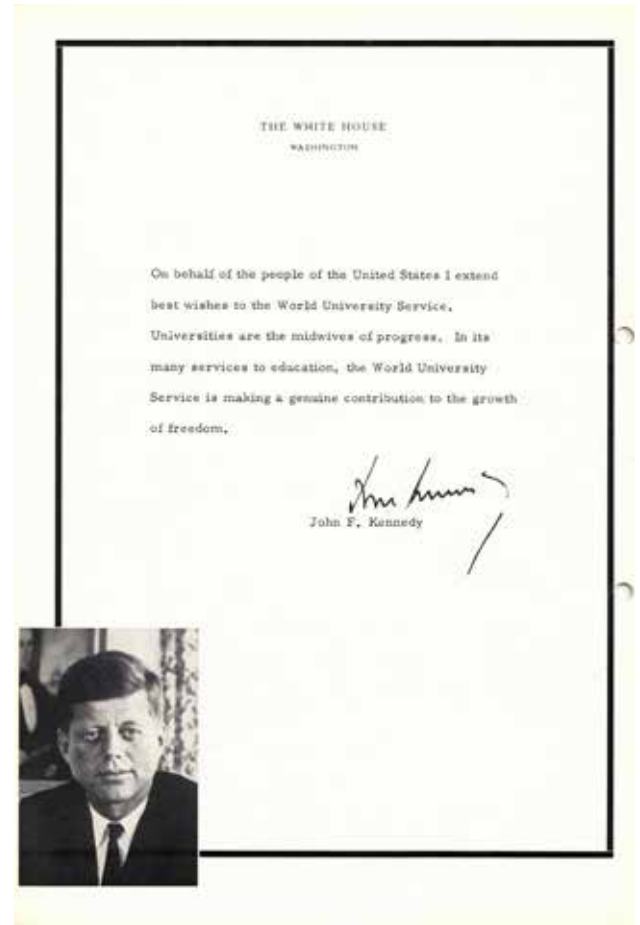 THE WHITE HOUSE
WASHINGTON
On behalf of the people of the United States I extend
best wishes to the World University Service.
Universities are the midwives of progress. In its
many services to education, the World University
Service is making a genuine contribution to the growth
of freedom.
John F. Kennedy